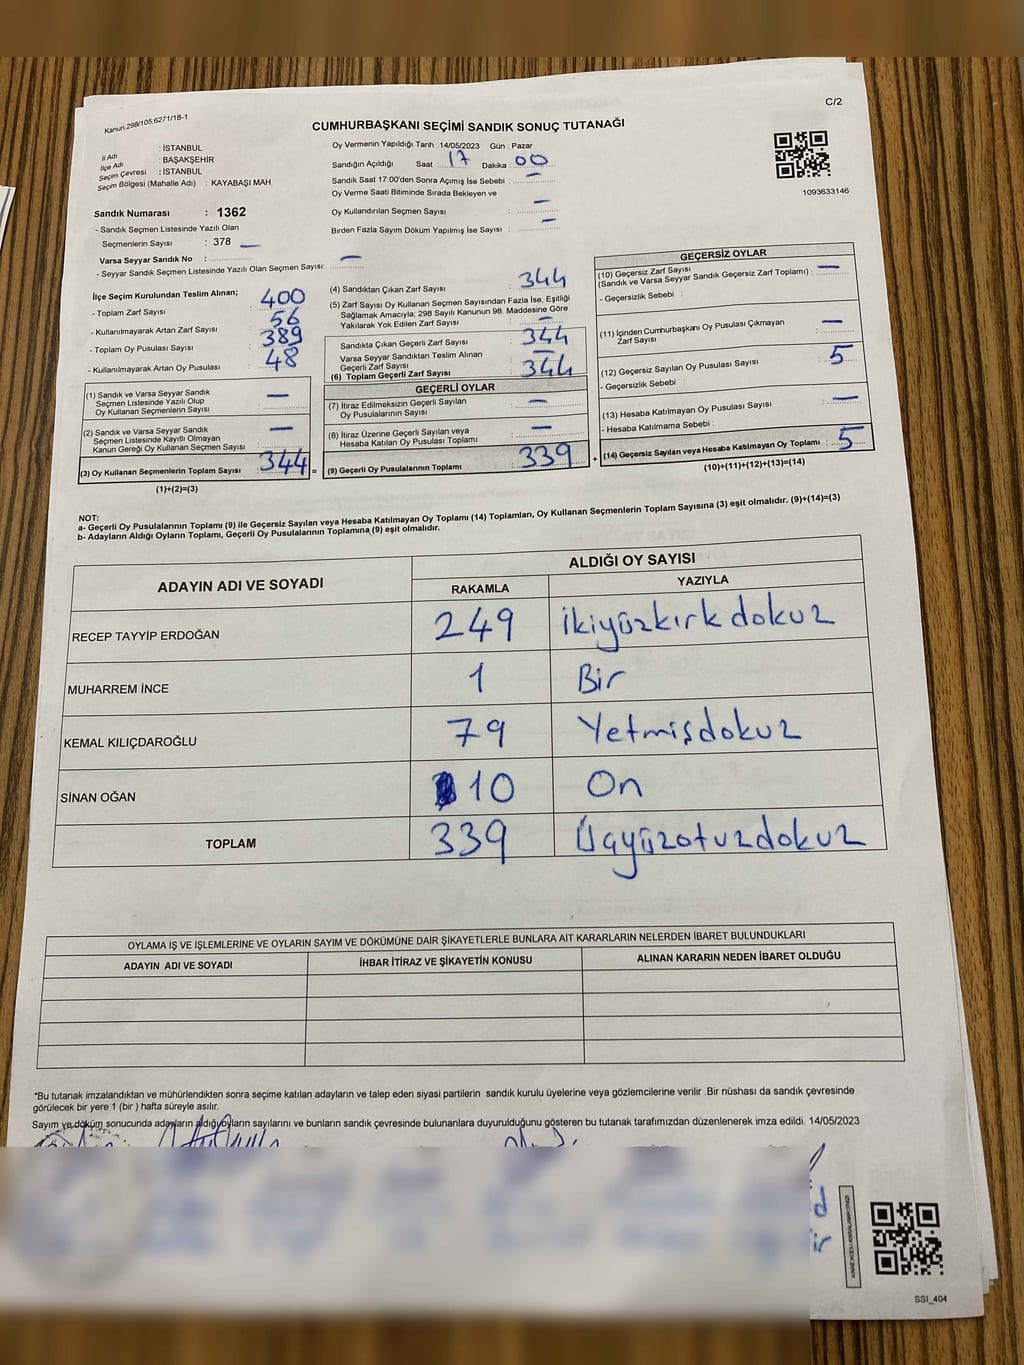 C/2
Kanun.298/105,6271/18-1
CUMHURBAŞKANI SEÇİMİ SANDIK SONUÇ TUTANAĞI
İl Adı : İSTANBUL
İlçe Adı : BAŞAKŞEHİR
Seçim Çevresi : İSTANBUL
Seçim Bölgesi (Mahalle Adı) : KAYABAŞI MAH
Sandık Numarası : 1362
- Sandık Seçmen Listesinde Yazılı Olan
Seçmenlerin Sayısı : 378 —
Varsa Seyyar Sandık No :
- Seyyar Sandık Seçmen Listesinde Yazılı Olan Seçmen Sayısı: —
Oy Vermenin Yapıldığı Tarih : 14/05/2023 Gün : Pazar
Sandığın Açıldığı Saat : 17 Dakika : 00
Sandık Saat 17:00'den Sonra Açımış İse Sebebi : —
Oy Verme Saati Bitiminde Sırada Bekleyen ve
Oy Kullandırılan Seçmen Sayısı : —
Birden Fazla Sayım Döküm Yapılmış İse Sayısı : —
1093633146
İlçe Seçim Kurulundan Teslim Alınan;
- Toplam Zarf Sayısı : 400
- Kullanılmayarak Artan Zarf Sayısı : 56
- Toplam Oy Pusulası Sayısı : 389
- Kullanılmayarak Artan Oy Pusulası : 48
(1) Sandık ve Varsa Seyyar Sandık
Seçmen Listesinde Yazılı Olup
Oy Kullanan Seçmenlerin Sayısı : —
(2) Sandık ve Varsa Seyyar Sandık
Seçmen Listesinde Kayıtlı Olmayan
Kanun Gereği Oy Kullanan Seçmen Sayısı : —
(3) Oy Kullanan Seçmenlerin Toplam Sayısı : 344 =
(1)+(2)=(3)
(4) Sandıktan Çıkan Zarf Sayısı : 344
(5) Zarf Sayısı Oy Kullanan Seçmen Sayısından Fazla İse, Eşitliği
Sağlamak Amacıyla; 298 Sayılı Kanunun 98. Maddesine Göre
Yakılarak Yok Edilen Zarf Sayısı : —
Sandıkta Çıkan Geçerli Zarf Sayısı : 344
Varsa Seyyar Sandıktan Teslim Alınan
Geçerli Zarf Sayısı : —
(6) Toplam Geçerli Zarf Sayısı : 344
GEÇERLİ OYLAR
(7) İtiraz Edilmeksizin Geçerli Sayılan
Oy Pusulalarının Sayısı : —
(8) İtiraz Üzerine Geçerli Sayılan veya
Hesaba Katılan Oy Pusulası Toplamı : —
(9) Geçerli Oy Pusulalarının Toplamı : 339 +
GEÇERSİZ OYLAR
(10) Geçersiz Zarf Sayısı : —
(Sandık ve Varsa Seyyar Sandık Geçersiz Zarf Toplamı)
- Geçersizlik Sebebi :
(11) İçinden Cumhurbaşkanı Oy Pusulası Çıkmayan
Zarf Sayısı : —
(12) Geçersiz Sayılan Oy Pusulası Sayısı : 5
- Geçersizlik Sebebi :
(13) Hesaba Katılmayan Oy Pusulası Sayısı : —
- Hesaba Katılmama Sebebi :
(14) Geçersiz Sayılan veya Hesaba Katılmayan Oy Toplamı : 5
(10)+(11)+(12)+(13)=(14)
NOT:
a- Geçerli Oy Pusulalarının Toplamı (9) ile Geçersiz Sayılan veya Hesaba Katılmayan Oy Toplamı (14) Toplamları, Oy Kullanan Seçmenlerin Toplam Sayısına (3) eşit olmalıdır. (9)+(14)=(3)
b- Adayların Aldığı Oyların Toplamı, Geçerli Oy Pusulalarının Toplamına (9) eşit olmalıdır.
ADAYIN ADI VE SOYADI ALDIĞI OY SAYISI
RAKAMLA YAZIYLA
RECEP TAYYİP ERDOĞAN 249 ikiyüzkırk dokuz
MUHARREM İNCE 1 Bir
KEMAL KILIÇDAROĞLU 79 Yetmişdokuz
SİNAN OĞAN 10 On
TOPLAM 339 Üçyüzotuzdokuz
OYLAMA İŞ VE İŞLEMLERİNE VE OYLARIN SAYIM VE DÖKÜMÜNE DAİR ŞİKAYETLERLE BUNLARA AİT KARARLARIN NELERDEN İBARET BULUNDUKLARI
ADAYIN ADI VE SOYADI İHBAR İTİRAZ VE ŞİKAYETİN KONUSU ALINAN KARARIN NEDEN İBARET OLDUĞU
*Bu tutanak imzalandıktan ve mühürlendikten sonra seçime katılan adayların ve talep eden siyasi partilerin sandık kurulu üyelerine veya gözlemcilerine verilir .Bir nüshası da sandık çevresinde
görülecek bir yere 1 (bir ) hafta süreyle asılır.
Sayım ve döküm sonucunda adayların aldığı oyların sayılarını ve bunların sandık çevresinde bulunanlara duyurulduğunu gösteren bu tutanak tarafımızdan düzenlenerek imza edildi. 14/05/2023
SSI_404